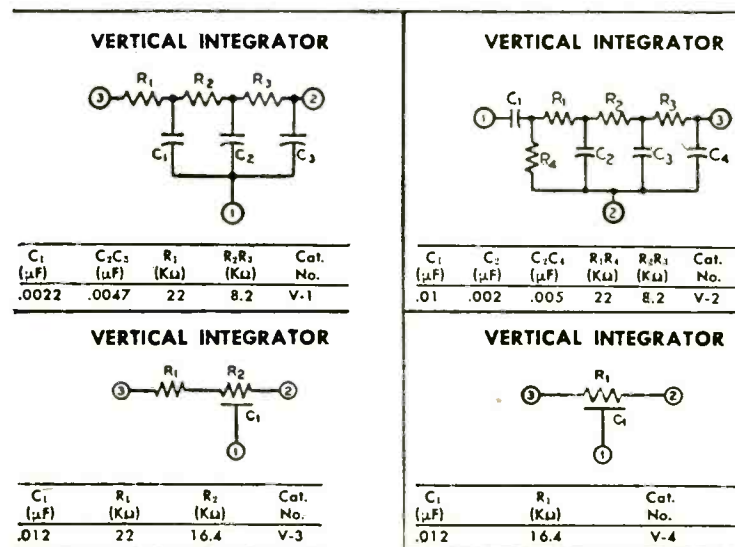 VERTICAL INTEGRATOR
R₁ R₂ R₃
3 2
C₁ C₂ C₃
1
C₁ (μF) C₂C₃ (μF) R₁ (KΩ) R₂R₃ (KΩ) Cat. No.
.0022 .0047 22 8.2 V-1
VERTICAL INTEGRATOR
C₁ R₁ R₂ R₃
1 3
R₄ C₂ C₃ C₄
2
C₁ (μF) C₂ (μF) C₃C₄ (μF) R₁R₄ (KΩ) R₂R₃ (KΩ) Cat. No.
.01 .002 .005 22 8.2 V-2
VERTICAL INTEGRATOR
R₁ R₂
3 2
C₁
1
C₁ (μF) R₁ (KΩ) R₂ (KΩ) Cat. No.
.012 22 16.4 V-3
VERTICAL INTEGRATOR
R₁
3 2
C₁
1
C₁ (μF) R₁ (KΩ) Cat. No.
.012 16.4 V-4